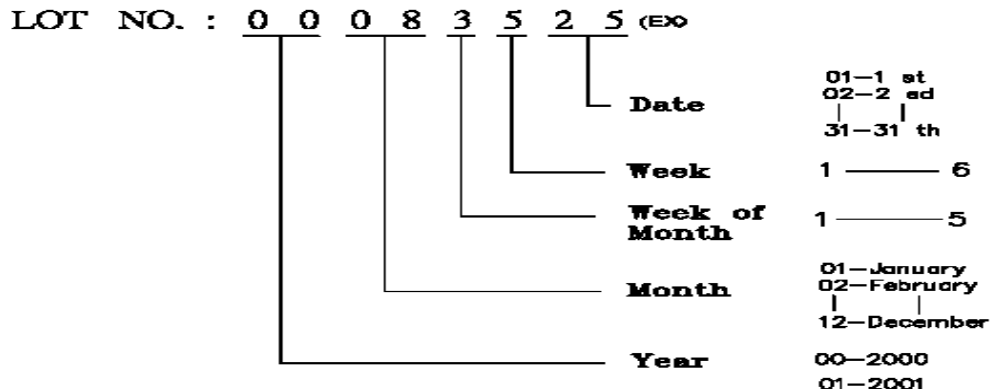 LOT NO. : 0 0 0 8 3 5 2 5 (EX)
Date
01-1 st
02-2 ed
31-31 th
Week
1 6
Week of
Month
1 5
Month
01-January
02-February
12-December
Year
00-2000
01-2001